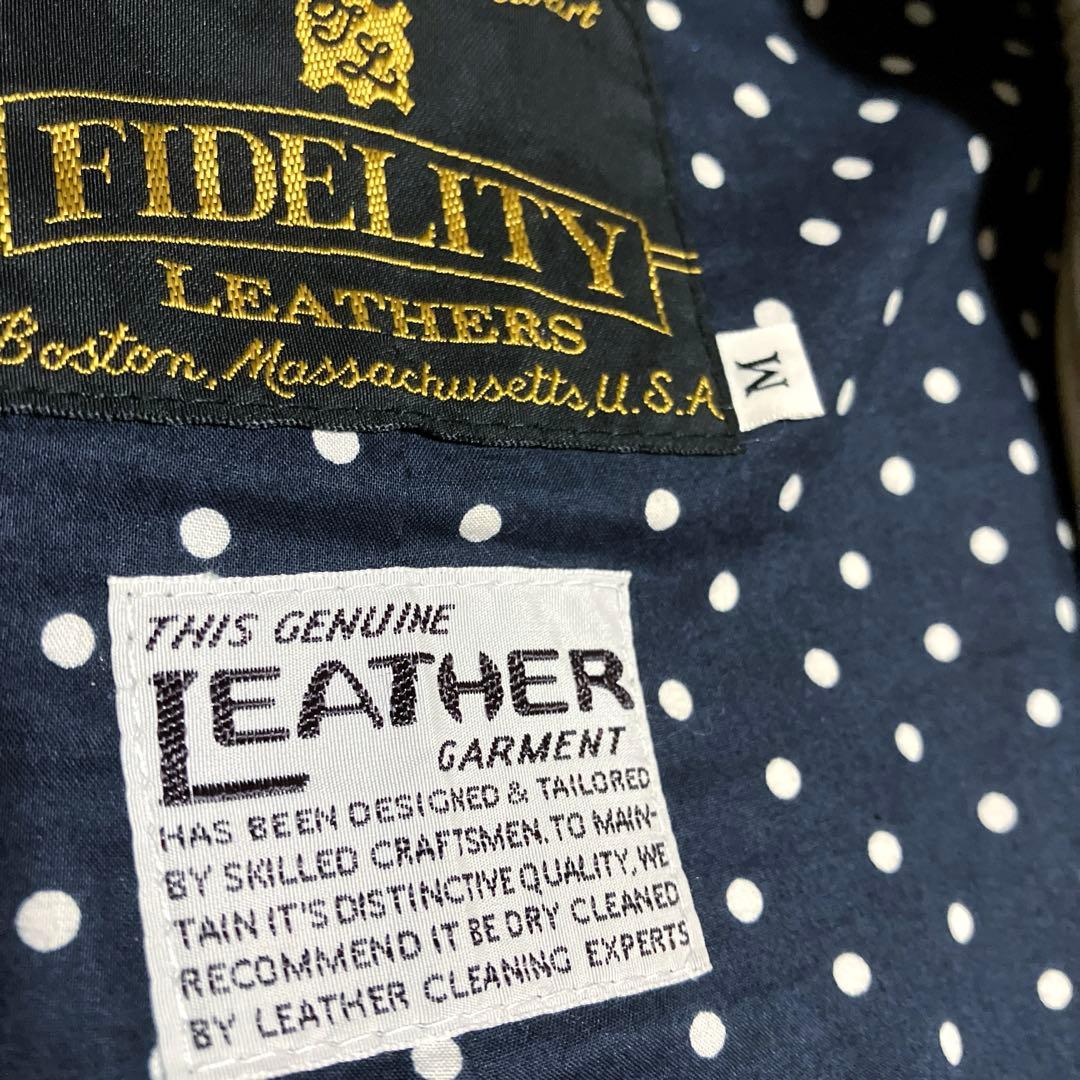 FIDELITY
LEATHERS
Boston, Massachusetts, U.S.A
M
THIS GENUINE
LEATHER
GARMENT
HAS BEEN DESIGNED & TAILORED
BY SKILLED CRAFTSMEN. TO MAIN-
TAIN IT'S DISTINCTIVE QUALITY, WE
RECOMMEND IT BE DRY CLEANED
BY LEATHER CLEANING EXPERTS